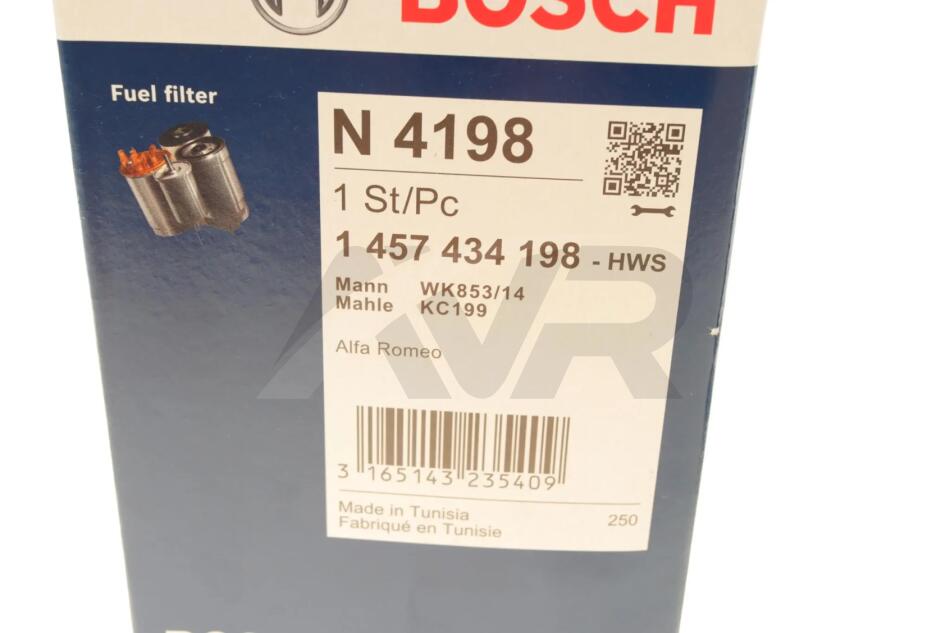 BOSCH
Fuel filter
N 4198
1 St/Pc
1 457 434 198 - HWS
Mann WK853/14
Mahle KC199
Alfa Romeo
AVR
3 165143 235409
Made in Tunisia 250
Fabriqué en Tunisie